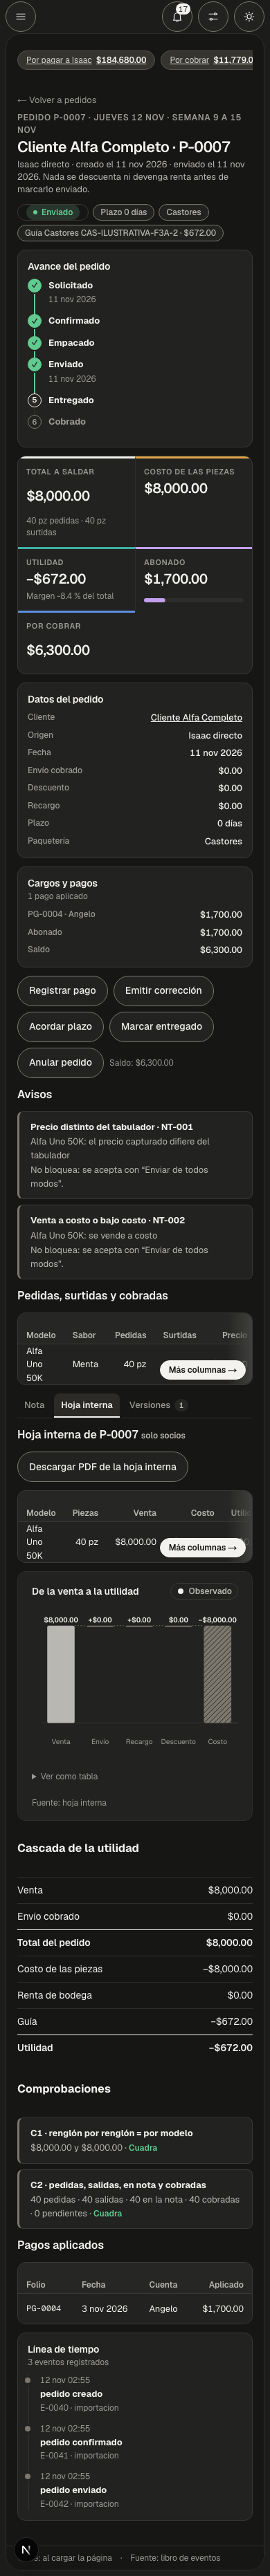 17
Por pagar a Isaac $184,680.00
Por cobrar $11,779.0
← Volver a pedidos
PEDIDO P-0007 · JUEVES 12 NOV · SEMANA 9 A 15
NOV
Cliente Alfa Completo · P-0007
Isaac directo · creado el 11 nov 2026 · enviado el 11 nov
2026. Nada se descuenta ni devenga renta antes de
marcarlo enviado.
Enviado
Plazo 0 días
Castores
Guía Castores CAS-ILUSTRATIVA-F3A-2 · $672.00
Avance del pedido
Solicitado
11 nov 2026
Confirmado
Empacado
Enviado
11 nov 2026
5 Entregado
6 Cobrado
TOTAL A SALDAR
$8,000.00
40 pz pedidas · 40 pz
surtidas
COSTO DE LAS PIEZAS
$8,000.00
UTILIDAD
−$672.00
Margen -8.4 % del total
ABONADO
$1,700.00
POR COBRAR
$6,300.00
Datos del pedido
Cliente Cliente Alfa Completo
Origen Isaac directo
Fecha 11 nov 2026
Envío cobrado $0.00
Descuento $0.00
Recargo $0.00
Plazo 0 días
Paquetería Castores
Cargos y pagos
1 pago aplicado
PG-0004 · Angelo $1,700.00
Abonado $1,700.00
Saldo $6,300.00
Registrar pago
Emitir corrección
Acordar plazo
Marcar entregado
Anular pedido
Saldo: $6,300.00
Avisos
Precio distinto del tabulador · NT-001
Alfa Uno 50K: el precio capturado difiere del
tabulador
No bloquea: se acepta con “Enviar de todos
modos”.
Venta a costo o bajo costo · NT-002
Alfa Uno 50K: se vende a costo
No bloquea: se acepta con “Enviar de todos
modos”.
Pedidas, surtidas y cobradas
Modelo Sabor Pedidas Surtidas Precio
Alfa
Uno
50K
Menta 40 pz
Más columnas →
Nota
Hoja interna
Versiones 1
Hoja interna de P-0007 solo socios
Descargar PDF de la hoja interna
Modelo Piezas Venta Costo
Alfa
Uno
50K
40 pz $8,000.00
Más columnas →
De la venta a la utilidad
Observado
$8,000.00 +$0.00 +$0.00 $0.00 −$8,000.00
Venta Envío Recargo Descuento Costo
▶ Ver como tabla
Fuente: hoja interna
Cascada de la utilidad
Venta $8,000.00
Envío cobrado $0.00
Total del pedido $8,000.00
Costo de las piezas −$8,000.00
Renta de bodega $0.00
Guía −$672.00
Utilidad −$672.00
Comprobaciones
C1 · renglón por renglón = por modelo
$8,000.00 y $8,000.00 · Cuadra
C2 · pedidas, salidas, en nota y cobradas
40 pedidas · 40 salidas · 40 en la nota · 40 cobradas
· 0 pendientes · Cuadra
Pagos aplicados
Folio Fecha Cuenta Aplicado
PG-0004 3 nov 2026 Angelo $1,700.00
Línea de tiempo
3 eventos registrados
12 nov 02:55
pedido creado
E-0040 · importacion
12 nov 02:55
pedido confirmado
E-0041 · importacion
12 nov 02:55
pedido enviado
E-0042 · importacion
N
al cargar la página · Fuente: libro de eventos